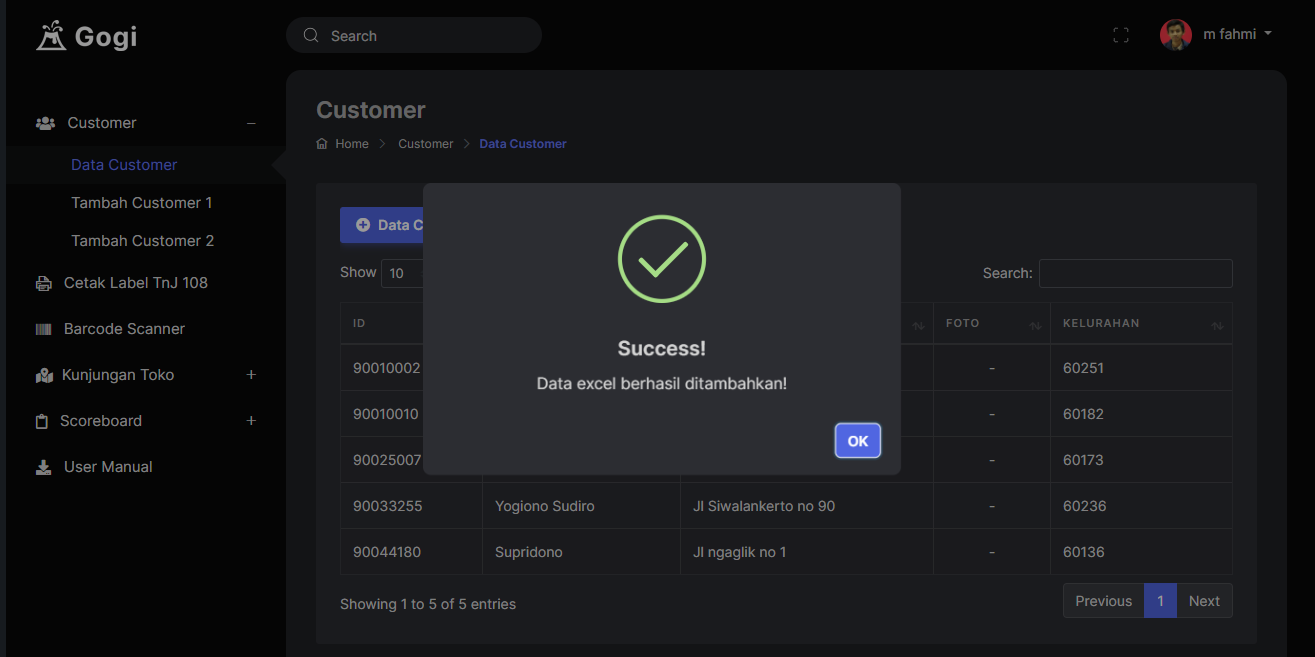 Gogi
Search
m fahmi
Customer
Data Customer
Tambah Customer 1
Tambah Customer 2
Cetak Label TnJ 108
Barcode Scanner
Kunjungan Toko
Scoreboard
User Manual
Customer
Home > Customer > Data Customer
Data C
Show 10
Search:
ID FOTO KELURAHAN
90010002 - 60251
90010010 - 60182
90025007 - 60173
90033255 Yogiono Sudiro Jl Siwalankerto no 90 - 60236
90044180 Supridono Jl ngaglik no 1 - 60136
Showing 1 to 5 of 5 entries
Previous 1 Next
Success!
Data excel berhasil ditambahkan!
OK